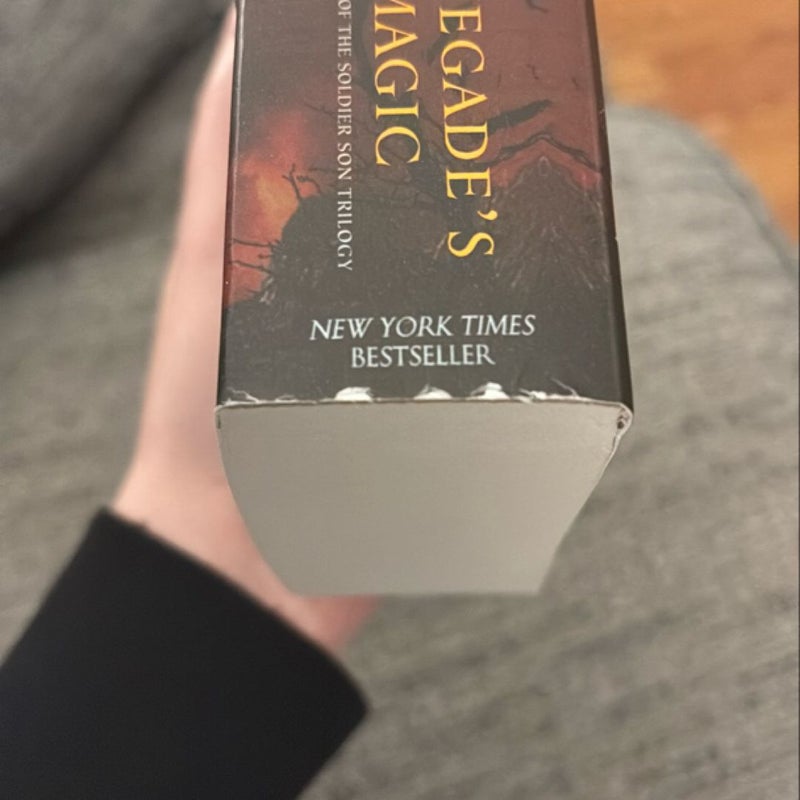 EGADE'S
MAGIC
OF THE SOLDIER SON TRILOGY
NEW YORK TIMES
BESTSELLER